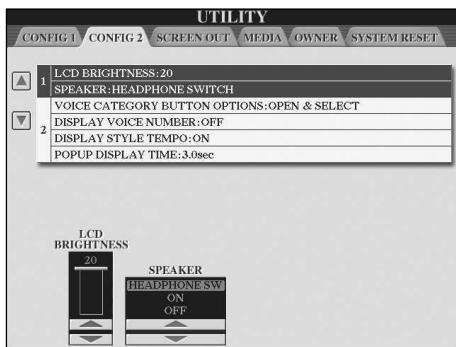 UTILITY
CONFIG 1 CONFIG 2 SCREEN OUT MEDIA OWNER SYSTEM RESET
1
LCD BRIGHTNESS:20
SPEAKER:HEADPHONE SWITCH
2
VOICE CATEGORY BUTTON OPTIONS:OPEN & SELECT
DISPLAY VOICE NUMBER:OFF
DISPLAY STYLE TEMPO:ON
POPUP DISPLAY TIME:3.0sec
LCD
BRIGHTNESS
20
SPEAKER
HEADPHONE SW
ON
OFF